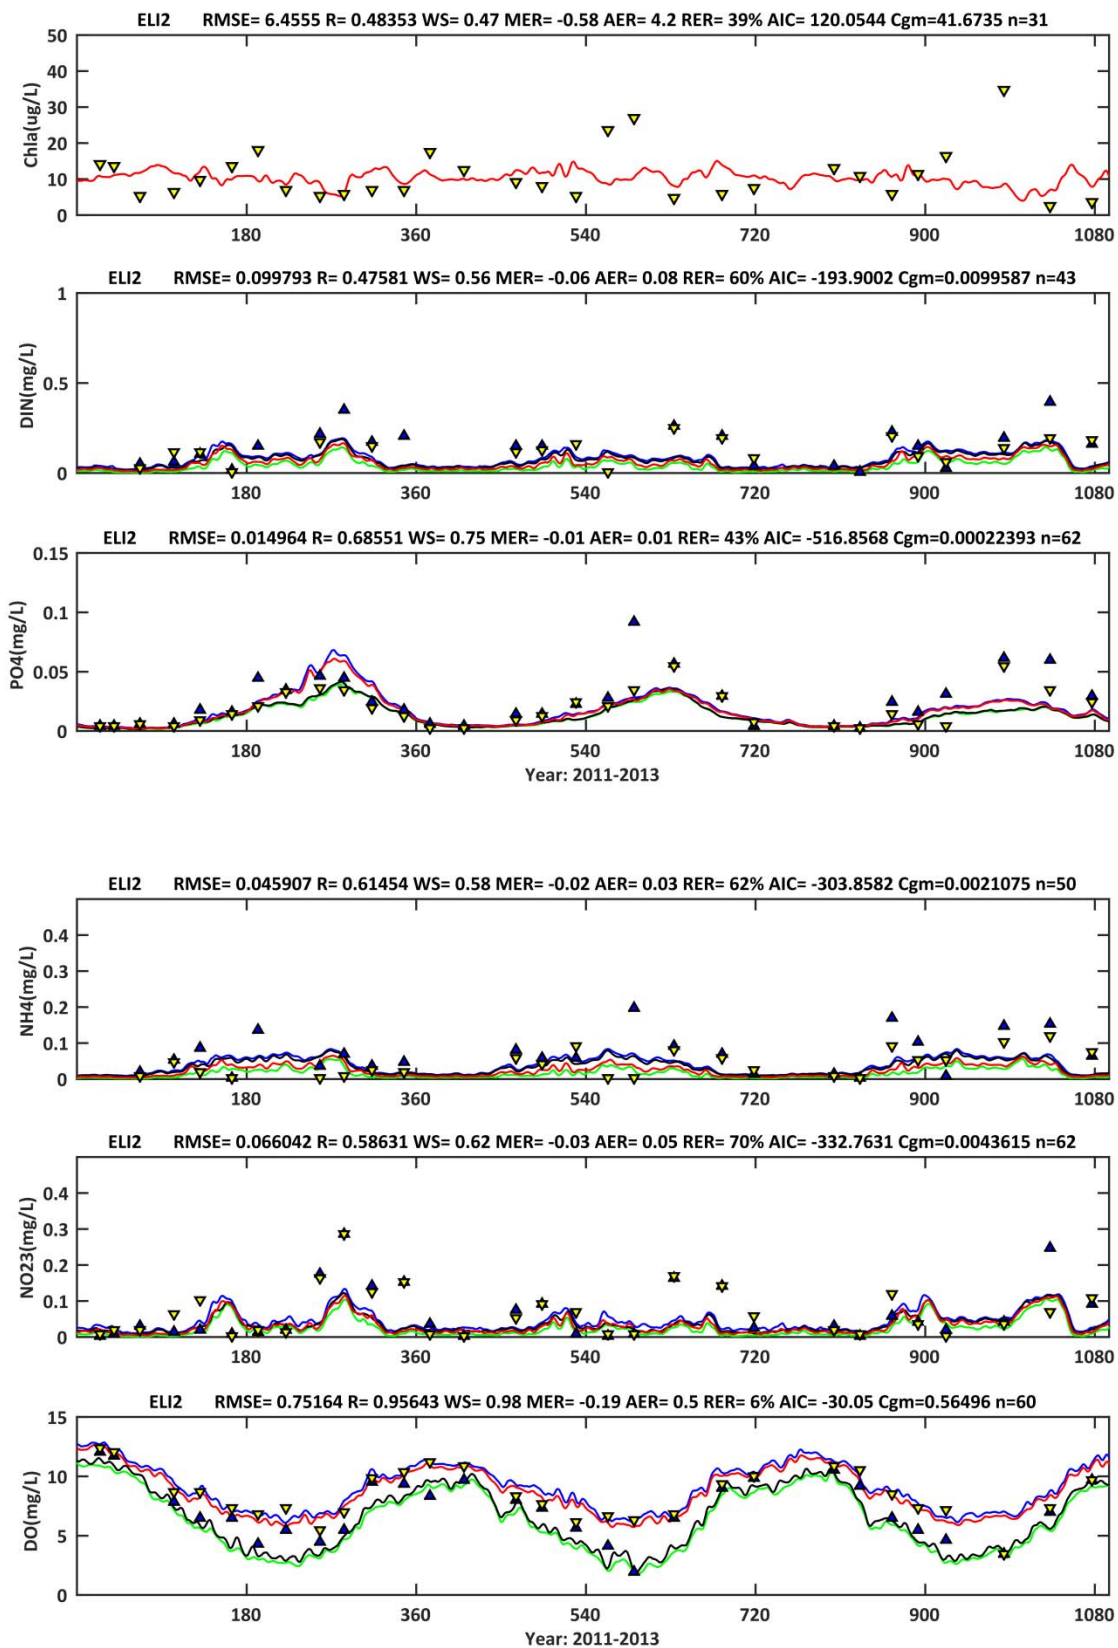 ELI2 RMSE= 6.4555 R= 0.48353 WS= 0.47 MER= -0.58 AER= 4.2 RER= 39% AIC= 120.0544 Cgm=41.6735 n=31
50
40
30
20
10
0
Chla(ug/L)
180 360 540 720 900 1080
ELI2 RMSE= 0.099793 R= 0.47581 WS= 0.56 MER= -0.06 AER= 0.08 RER= 60% AIC= -193.9002 Cgm=0.0099587 n=43
1
0.5
0
DIN(mg/L)
180 360 540 720 900 1080
ELI2 RMSE= 0.014964 R= 0.68551 WS= 0.75 MER= -0.01 AER= 0.01 RER= 43% AIC= -516.8568 Cgm=0.00022393 n=62
0.15
0.1
0.05
0
PO4(mg/L)
180 360 540 720 900 1080
Year: 2011-2013
ELI2 RMSE= 0.045907 R= 0.61454 WS= 0.58 MER= -0.02 AER= 0.03 RER= 62% AIC= -303.8582 Cgm=0.0021075 n=50
0.4
0.3
0.2
0.1
0
NH4(mg/L)
180 360 540 720 900 1080
ELI2 RMSE= 0.066042 R= 0.58631 WS= 0.62 MER= -0.03 AER= 0.05 RER= 70% AIC= -332.7631 Cgm=0.0043615 n=62
0.4
0.3
0.2
0.1
0
NO23(mg/L)
180 360 540 720 900 1080
ELI2 RMSE= 0.75164 R= 0.95643 WS= 0.98 MER= -0.19 AER= 0.5 RER= 6% AIC= -30.05 Cgm=0.56496 n=60
15
10
5
0
DO(mg/L)
180 360 540 720 900 1080
Year: 2011-2013